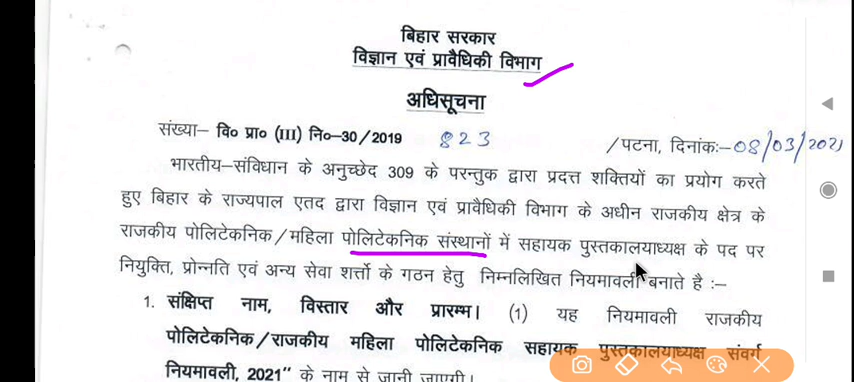 बिहार सरकार
विज्ञान एवं प्रावैधिकी विभाग
अधिसूचना
संख्या– वि० प्रा० (III) नि०–30/2019 823 /पटना, दिनांकः–08/03/2021
भारतीय–संविधान के अनुच्छेद 309 के परन्तुक द्वारा प्रदत्त शक्तियों का प्रयोग करते
हुए बिहार के राज्यपाल एतद द्वारा विज्ञान एवं प्रावैधिकी विभाग के अधीन राजकीय क्षेत्र के
राजकीय पोलिटेकनिक/महिला पोलिटेकनिक संस्थानों में सहायक पुस्तकालयाध्यक्ष के पद पर
नियुक्ति, प्रोन्नति एवं अन्य सेवा शर्त्तो के गठन हेतु निम्नलिखित नियमावली बनाते है :–
1. संक्षिप्त नाम, विस्तार और प्रारम्भ। (1) यह नियमावली राजकीय
पोलिटेकनिक/राजकीय महिला पोलिटेकनिक सहायक पुस्तकालयाध्यक्ष संवर्ग
नियमावली, 2021" के नाम से जानी जाएगी।